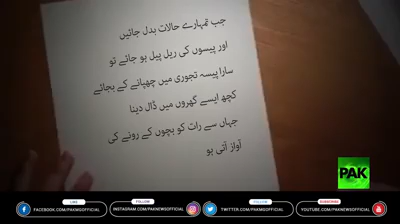 جب تمہارے حالات بدل جائیں
اور پیسوں کی ریل پیل ہو جائے تو
سارا پیسہ تجوری میں چھپانے کے بجائے
کچھ ایسے گھروں میں ڈال دینا
جہاں سے رات کو بچوں کے رونے کی
آواز آتی ہو
PAK
LIKE
FOLLOW
FOLLOW
SUBSCRIBE
FACEBOOK.COM/PAKNEWSOFFICIAL
INSTAGRAM.COM/PAKNEWSOFFICIAL
TWITTER.COM/PAKNEWSOFFICIAL
YOUTUBE.COM/PAKNEWSOFFICIAL